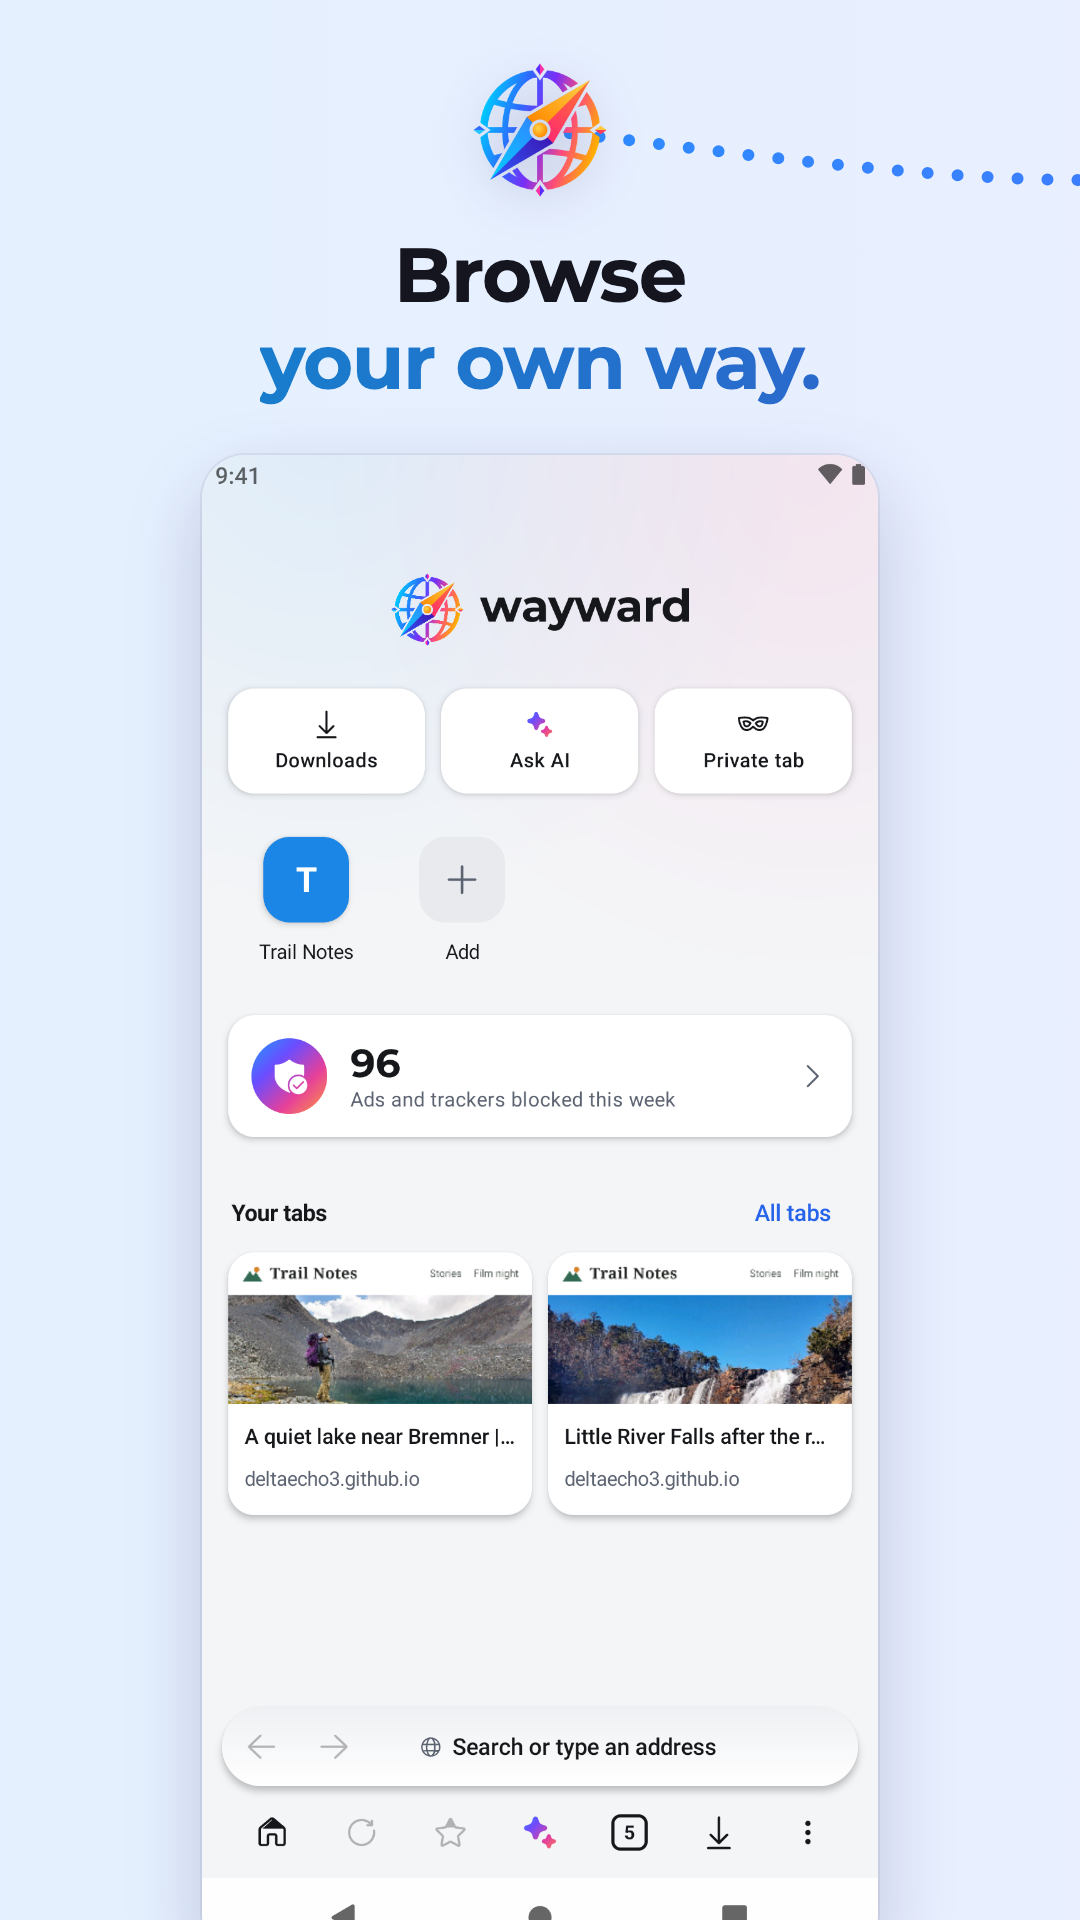 Browse
your own way.
9:41
wayward
Downloads
Ask AI
Private tab
T
Trail Notes
Add
96
Ads and trackers blocked this week
Your tabs
All tabs
Trail Notes
Stories
Film night
Trail Notes
Stories
Film night
A quiet lake near Bremner |...
Little River Falls after the r...
deltaecho3.github.io
deltaecho3.github.io
Search or type an address
5